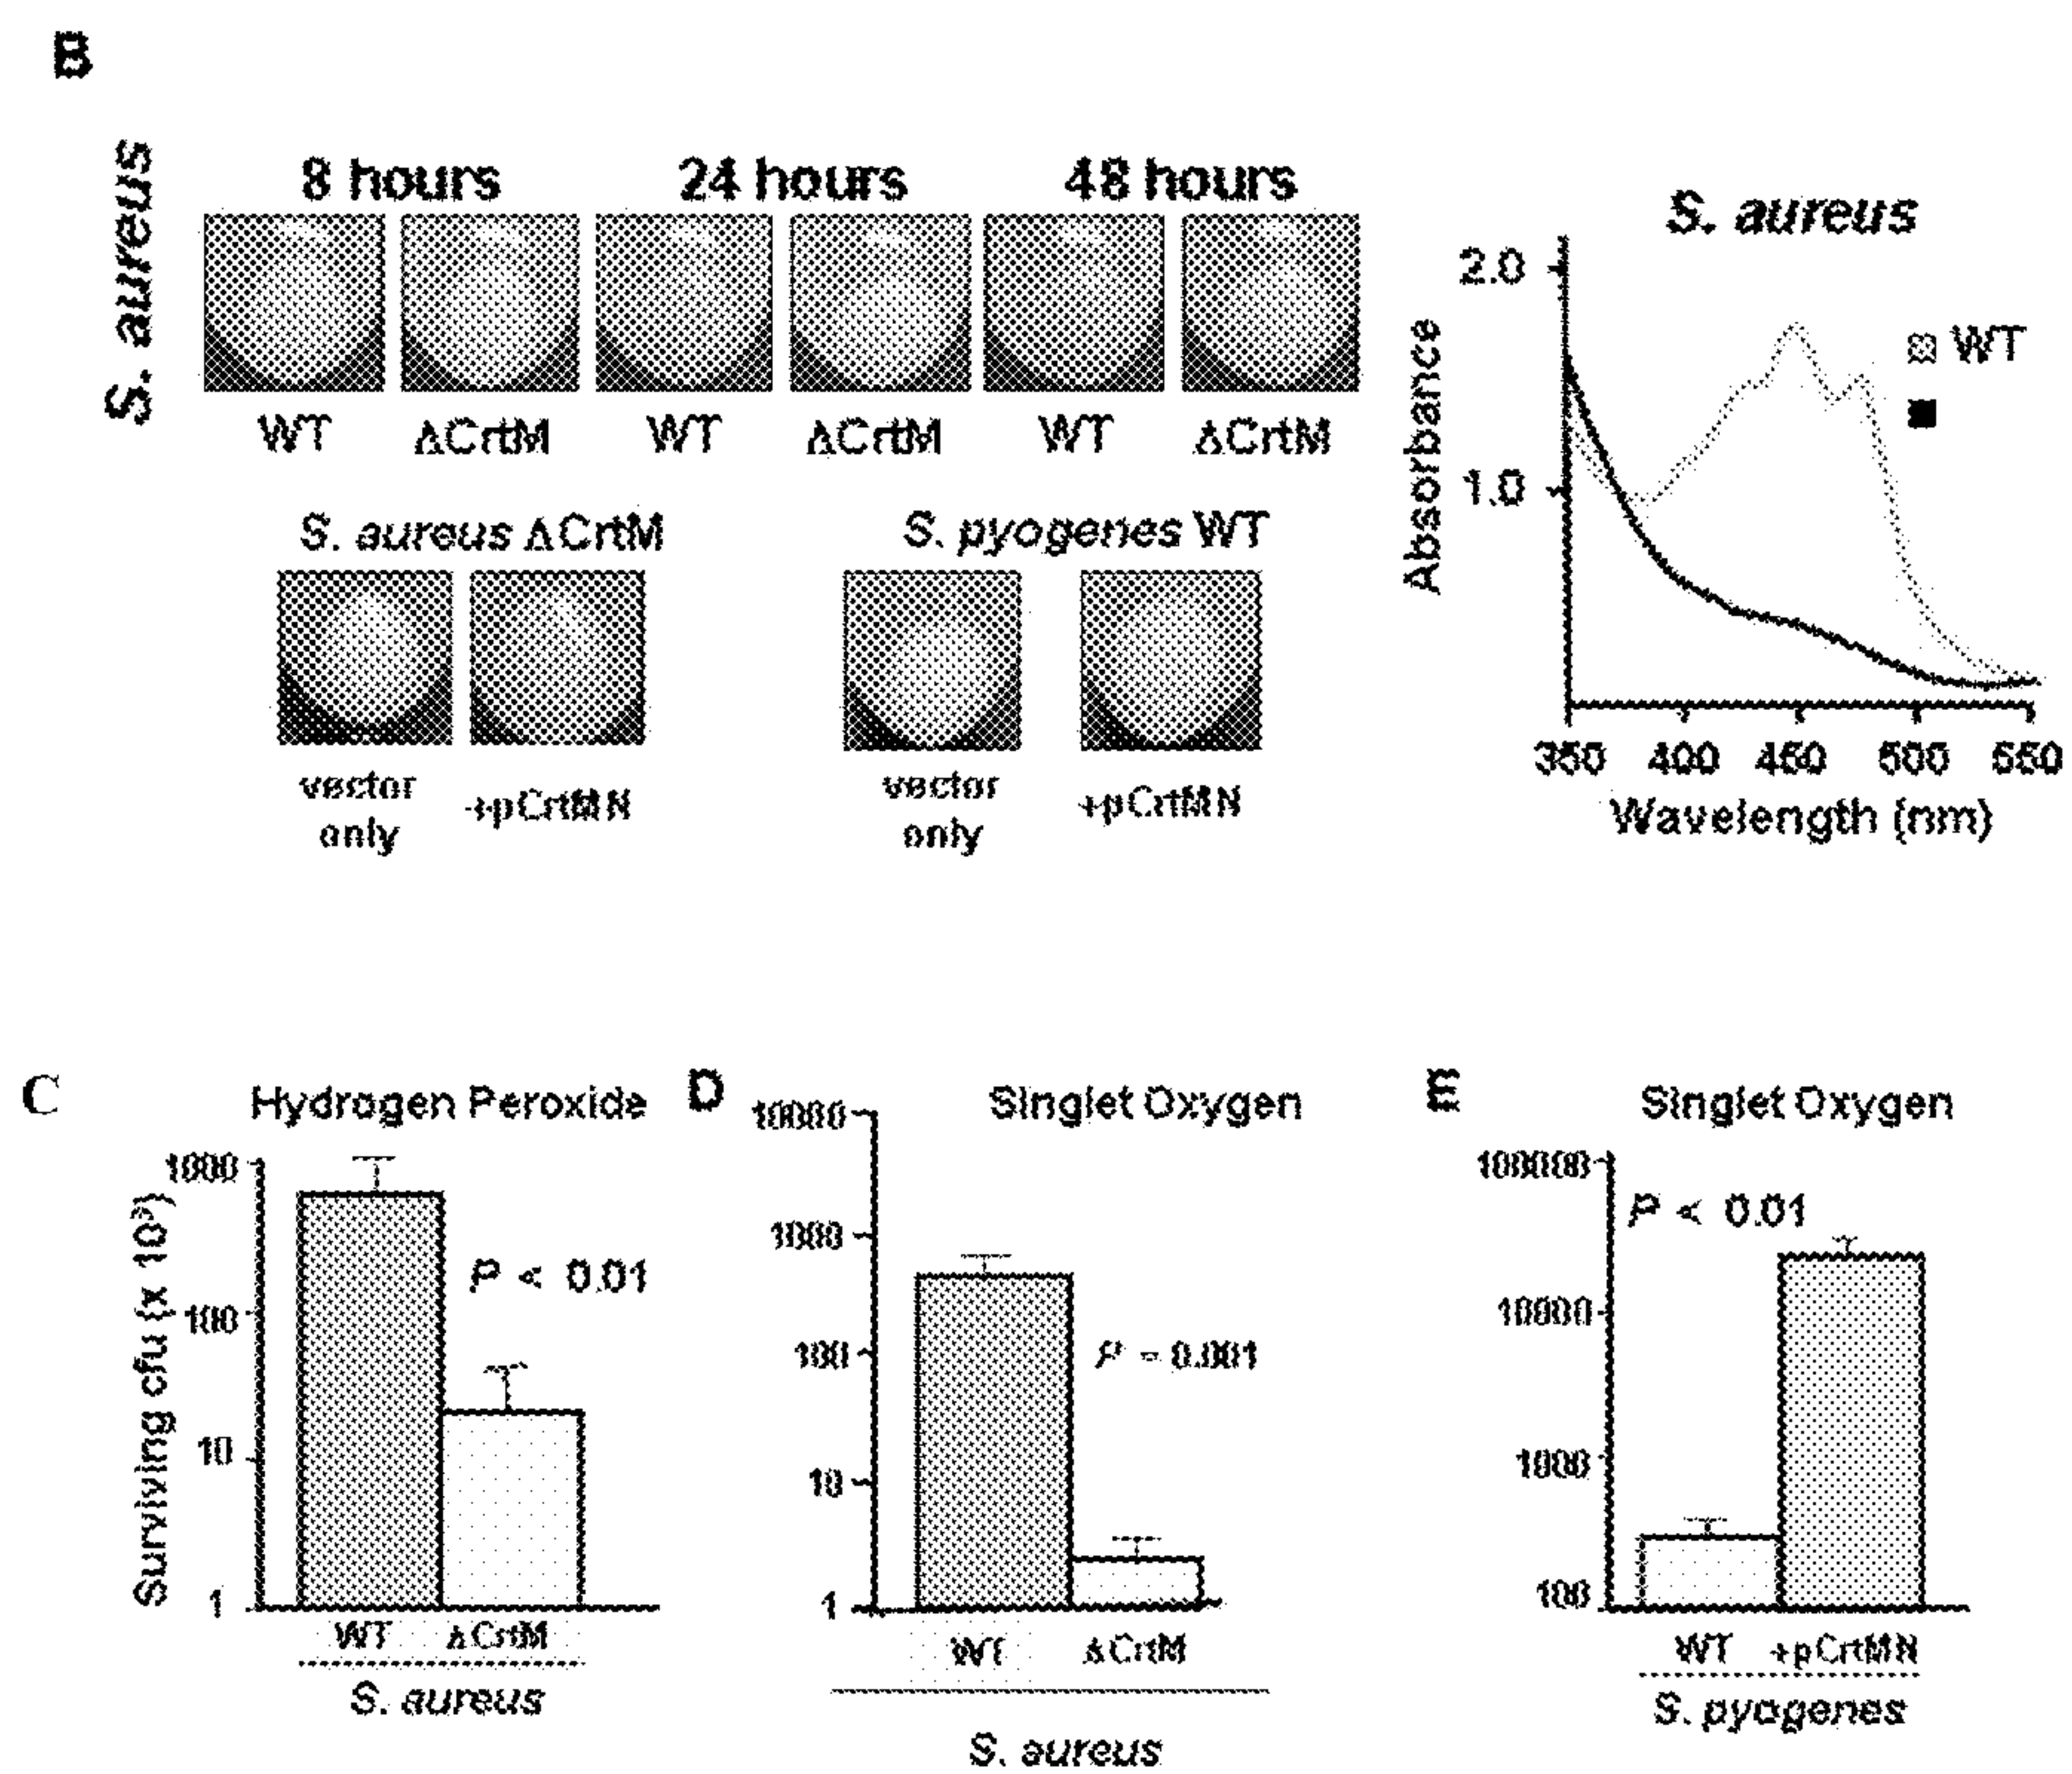 B
S. aureus
8 hours 24 hours 48 hours
WT ΔCrtM WT ΔCrtM WT ΔCrtM
S. aureus ΔCrtM
vector only
+pCrtMN
S. pyogenes WT
vector only
+pCrtMN
S. aureus
2.0
1.0
Absorbance
WT
350 400 450 500 550
Wavelength (nm)
C
Hydrogen Peroxide
Surviving cfu (x 10³)
1000
100
10
1
P < 0.01
WT ΔCrtM
S. aureus
D
Singlet Oxygen
10000
1000
100
10
1
P = 0.001
WT ΔCrtM
S. aureus
E
Singlet Oxygen
100000
10000
1000
100
P < 0.01
WT +pCrtMN
S. pyogenes